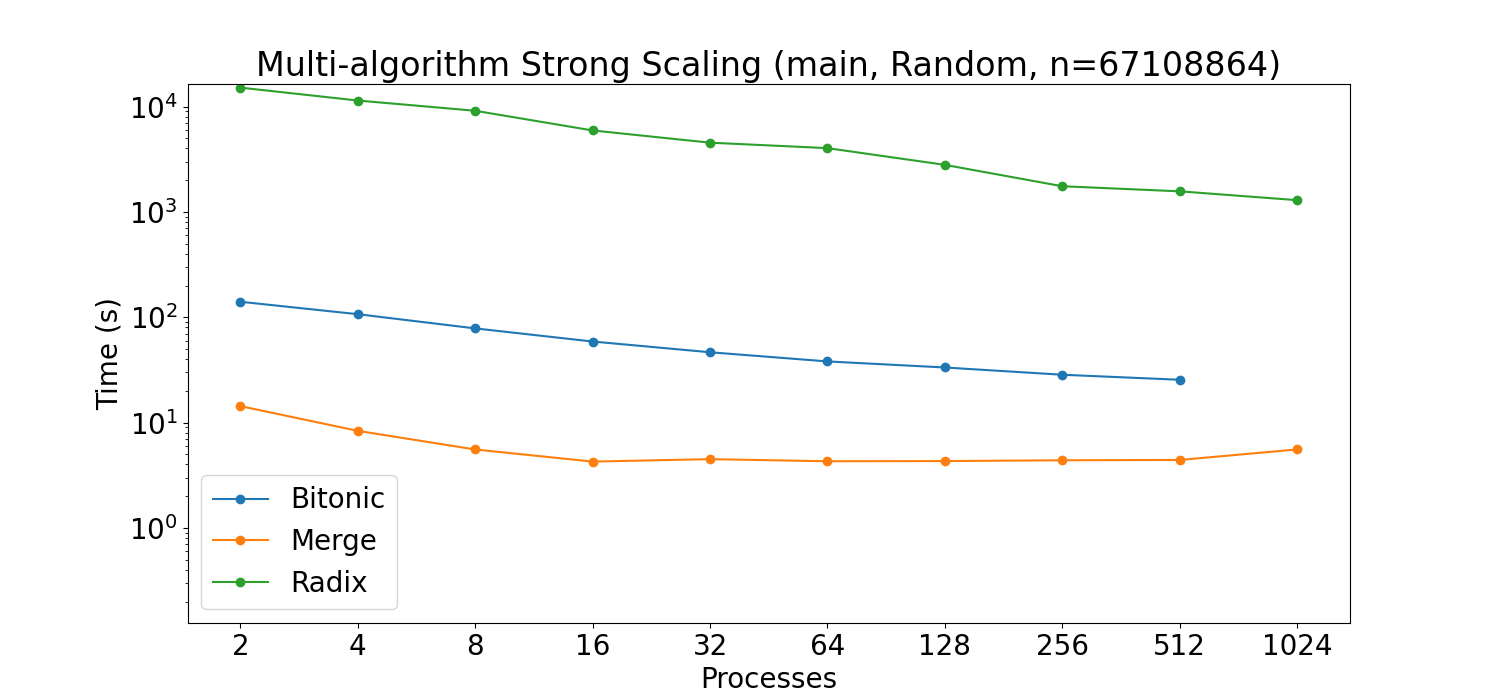 Multi-algorithm Strong Scaling (main, Random, n=67108864)
10⁴
10³
10²
10¹
10⁰
Time (s)
Bitonic
Merge
Radix
2 4 8 16 32 64 128 256 512 1024
Processes